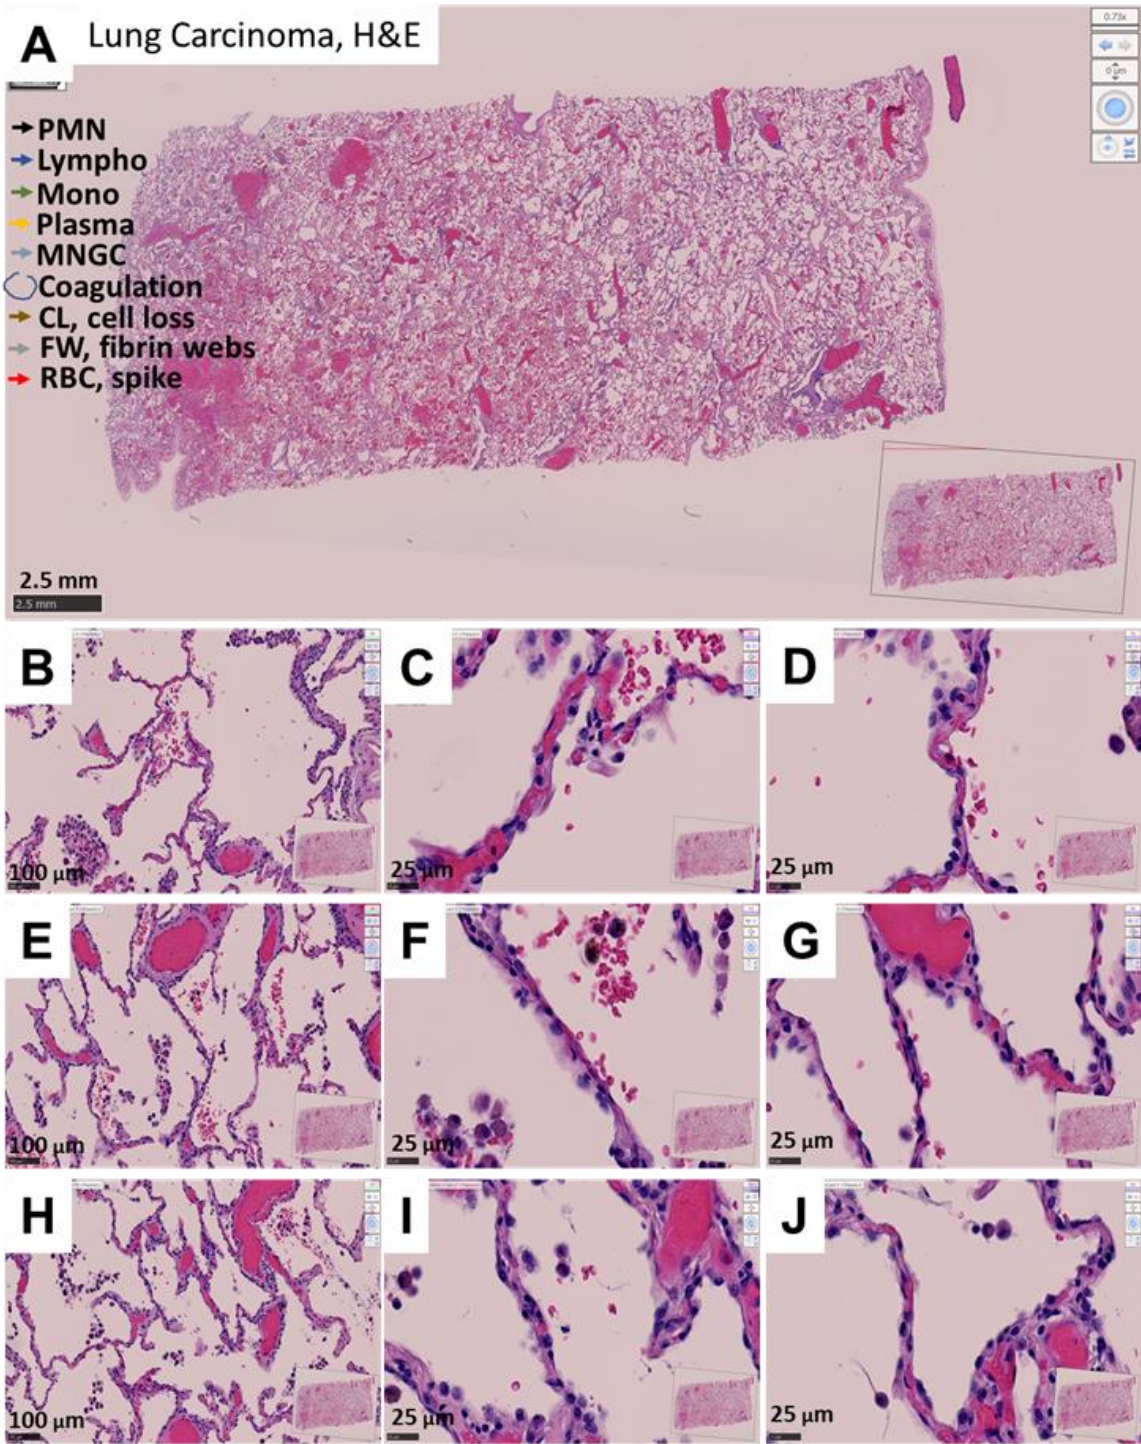 A
Lung Carcinoma, H&E
0.73x
0 µm
PMN
Lympho
Mono
Plasma
MNGC
Coagulation
CL, cell loss
FW, fibrin webs
RBC, spike
2.5 mm
2.5 mm
B
100 µm
C
25 µm
D
25 µm
E
100 µm
F
25 µm
G
25 µm
H
100 µm
I
25 µm
J
25 µm